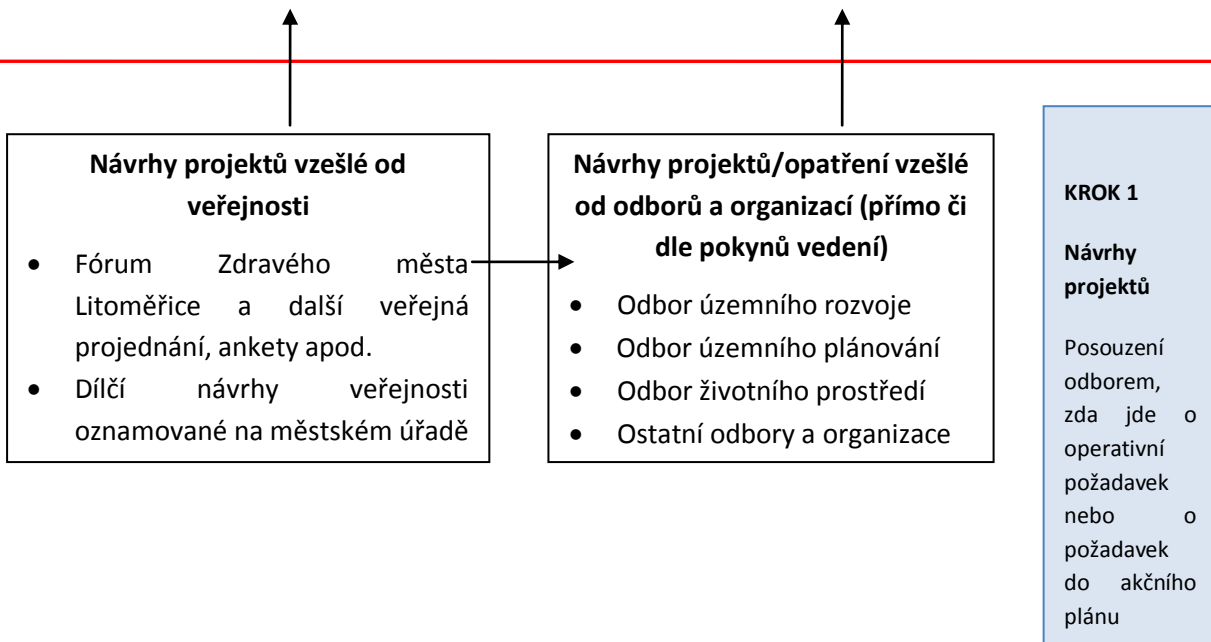 Návrhy projektů vzešlé od
veřejnosti
• Fórum Zdravého města
Litoměřice a další veřejná
projednání, ankety apod.
• Dílčí návrhy veřejnosti
oznamované na městském úřadě
Návrhy projektů/opatření vzešlé
od odborů a organizací (přímo či
dle pokynů vedení)
• Odbor územního rozvoje
• Odbor územního plánování
• Odbor životního prostředí
• Ostatní odbory a organizace
KROK 1
Návrhy
projektů
Posouzení
odborem,
zda jde o
operativní
požadavek
nebo o
požadavek
do akčního
plánu